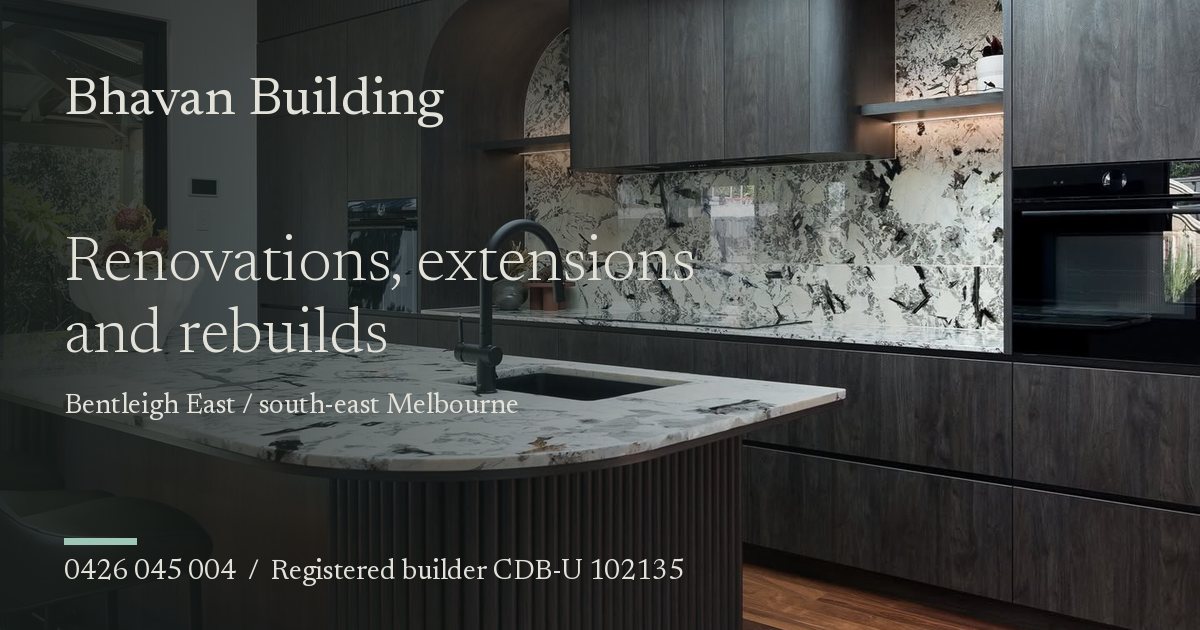 Bhavan Building
Renovations, extensions
and rebuilds
Bentleigh East / south-east Melbourne
0426 045 004 / Registered builder CDB-U 102135